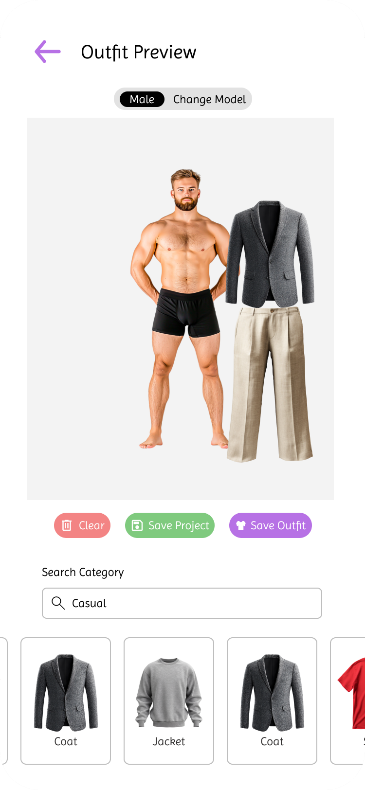 Outfit Preview
Male Change Model
Clear Save Project Save Outfit
Search Category
Casual
Coat Jacket Coat